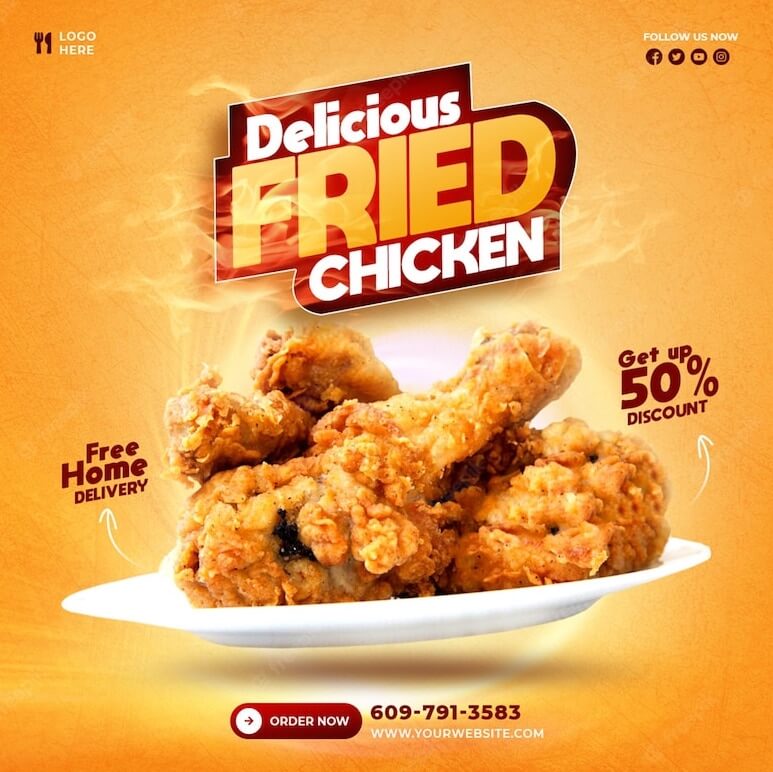 LOGO
HERE
FOLLOW US NOW
Delicious
FRIED
CHICKEN
Get up
50%
DISCOUNT
Free
Home
DELIVERY
ORDER NOW
609-791-3583
WWW.YOURWEBSITE.COM